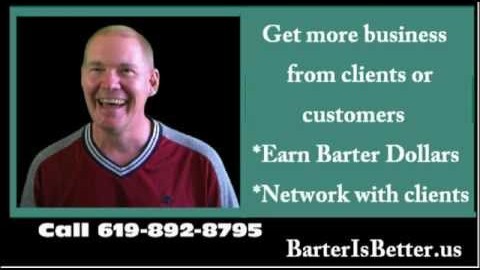 Get more business
from clients or
customers
*Earn Barter Dollars
*Network with clients
Call 619-892-8795
BarterIsBetter.us